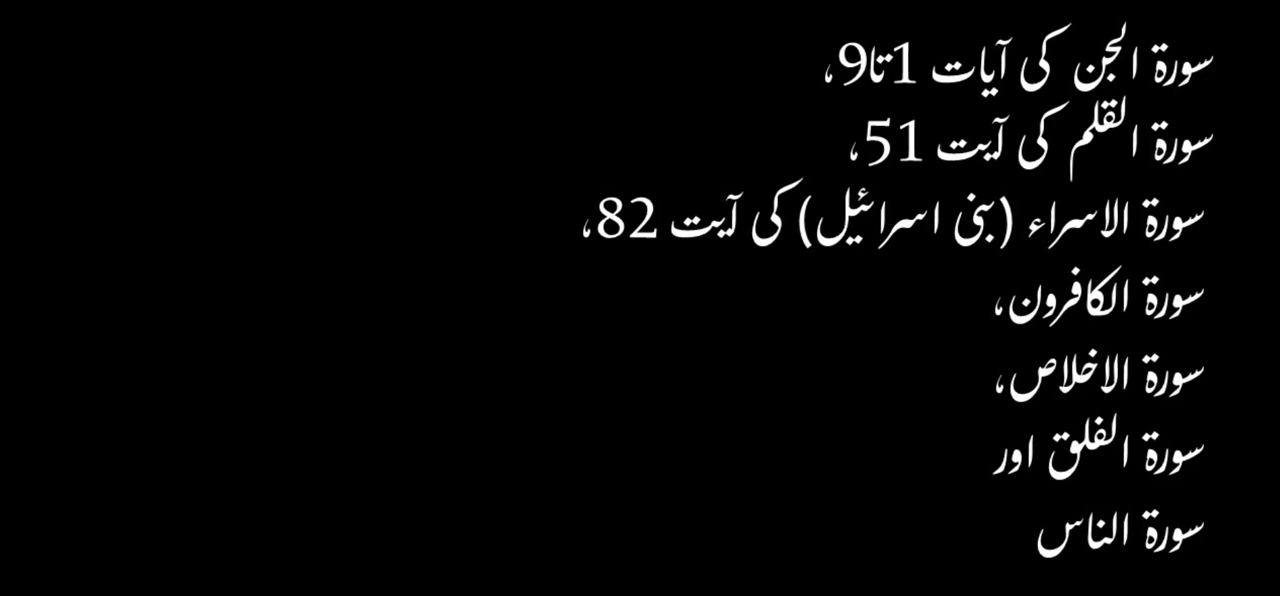 سورۃ الجن کی آیات 1تا9،
سورۃ القلم کی آیت 51،
سورۃ الاسراء (بنی اسرائیل) کی آیت 82،
سورۃ الکافرون،
سورۃ الاخلاص،
سورۃ الفلق اور
سورۃ الناس